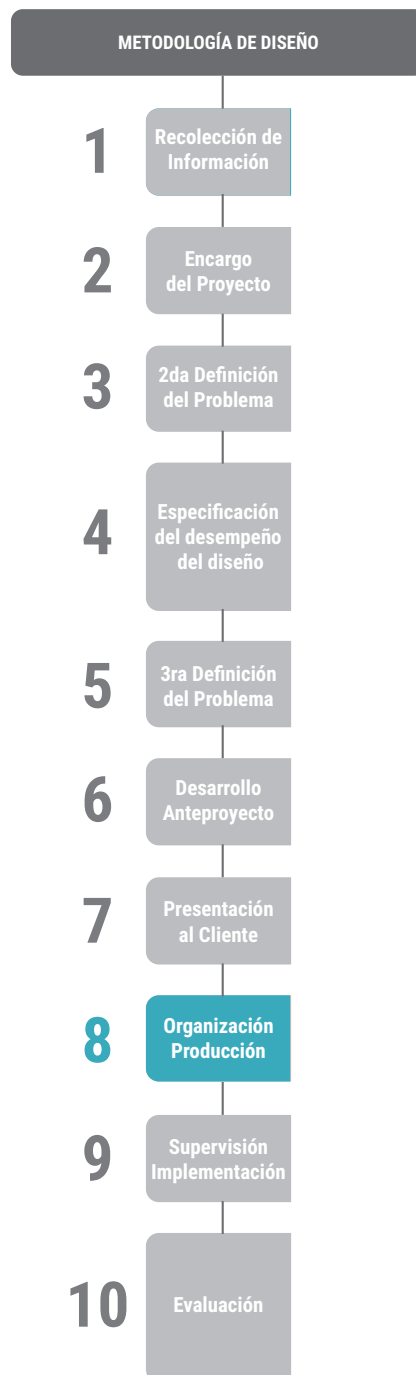 METODOLOGÍA DE DISEÑO
1
Recolección de
Información
2
Encargo
del Proyecto
3
2da Definición
del Problema
4
Especificación
del desempeño
del diseño
5
3ra Definición
del Problema
6
Desarrollo
Anteproyecto
7
Presentación
al Cliente
8
Organización
Producción
9
Supervisión
Implementación
10
Evaluación